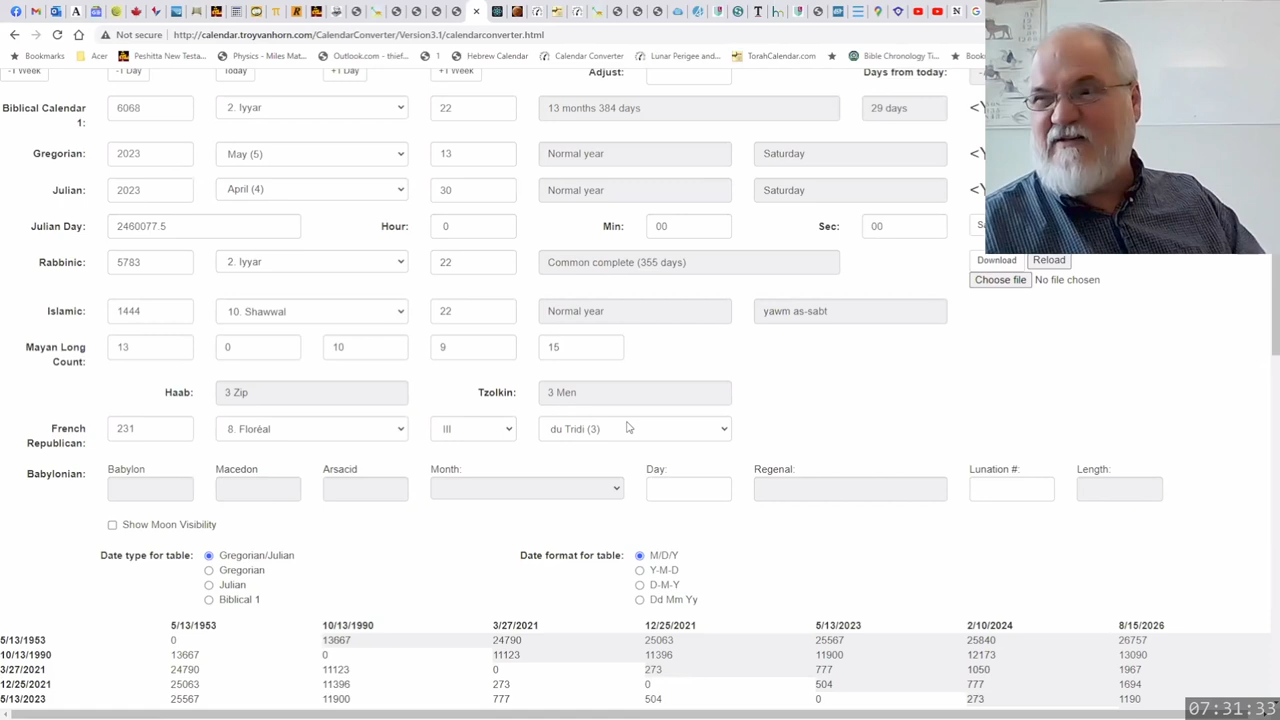 Not secure http://calendar.troyvanhorn.com/CalendarConverter/Version3.1/calendarconverter.html
Bookmarks Acer Peshitta New Testa... Physics - Miles Mat... Outlook.com - thief... 1 Hebrew Calendar Calendar Converter Lunar Perigee and... TorahCalendar.com Bible Chronology Ti...
-1 Week -1 Day Today +1 Day +1 Week Adjust: Days from today:
Biblical Calendar 1: 6068 2. Iyyar 22 13 months 384 days 29 days
Gregorian: 2023 May (5) 13 Normal year Saturday
Julian: 2023 April (4) 30 Normal year Saturday
Julian Day: 2460077.5 Hour: 0 Min: 00 Sec: 00
Rabbinic: 5783 2. Iyyar 22 Common complete (355 days) Download Reload
Choose file No file chosen
Islamic: 1444 10. Shawwal 22 Normal year yawm as-sabt
Mayan Long Count: 13 0 10 9 15
Haab: 3 Zip Tzolkin: 3 Men
French Republican: 231 8. Floréal III du Tridi (3)
Babylonian: Babylon Macedon Arsacid Month: Day: Regenal: Lunation #: Length:
Show Moon Visibility
Date type for table: Gregorian/Julian Date format for table: M/D/Y
Gregorian Y-M-D
Julian D-M-Y
Biblical 1 Dd Mm Yy
5/13/1953 10/13/1990 3/27/2021 12/25/2021 5/13/2023 2/10/2024 8/15/2026
5/13/1953 0 13667 24790 25063 25567 25840 26757
10/13/1990 13667 0 11123 11396 11900 12173 13090
3/27/2021 24790 11123 0 273 777 1050 1967
12/25/2021 25063 11396 273 0 504 777 1694
5/13/2023 25567 11900 777 504 0 273 1190
07:31:33